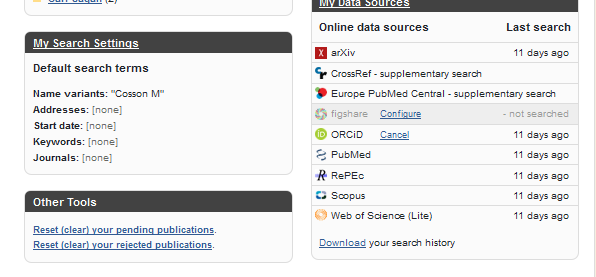 My Search Settings
Default search terms
Name variants: "Cosson M"
Addresses: [none]
Start date: [none]
Keywords: [none]
Journals: [none]
Other Tools
Reset (clear) your pending publications.
Reset (clear) your rejected publications.
My Data Sources
Online data sources Last search
arXiv 11 days ago
CrossRef - supplementary search
Europe PubMed Central - supplementary search
figshare Configure - not searched
ORCiD Cancel 11 days ago
PubMed 11 days ago
RePEc 11 days ago
Scopus 11 days ago
Web of Science (Lite) 11 days ago
Download your search history